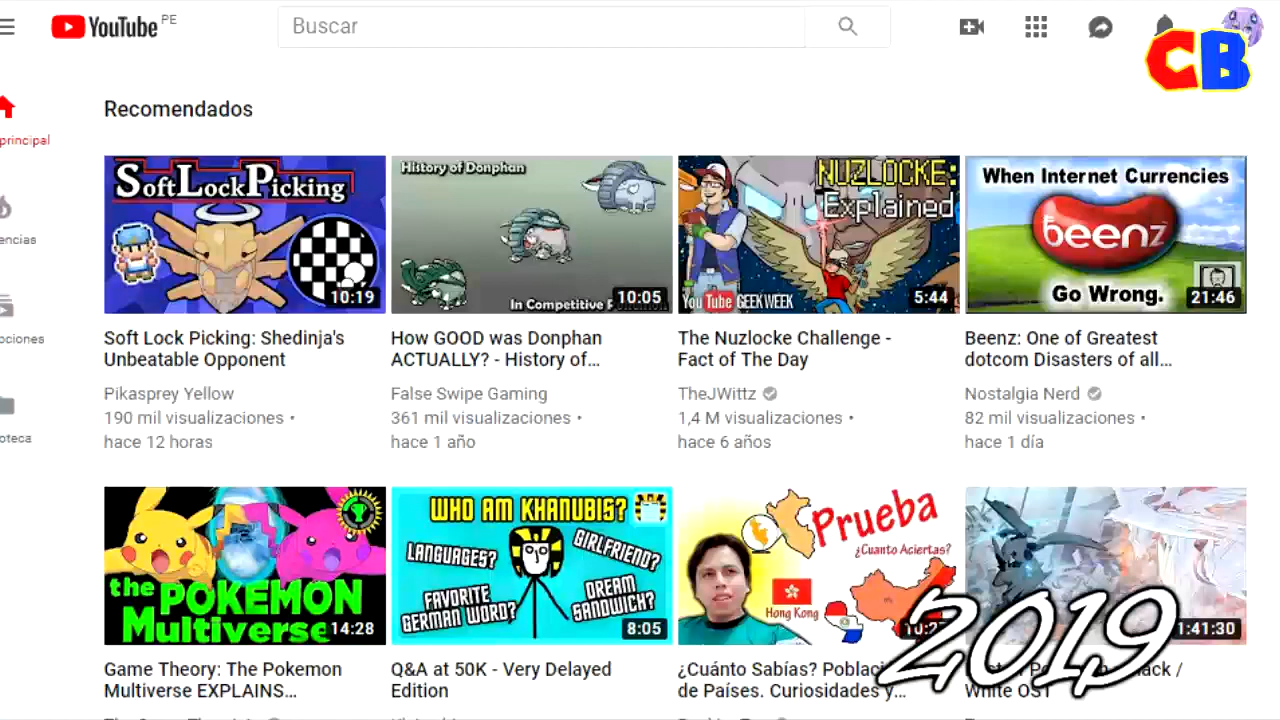 YouTube PE
Buscar
CB
principal
Recomendados
encias
pciones
oteca
SoftLockPicking
10:19
History of Donphan
In Competitive Pokemon
10:05
NUZLOCKE:
Explained
You Tube GEEK WEEK
5:44
When Internet Currencies
beenz
Go Wrong.
21:46
Soft Lock Picking: Shedinja's
Unbeatable Opponent
Pikasprey Yellow
190 mil visualizaciones •
hace 12 horas
How GOOD was Donphan
ACTUALLY? - History of...
False Swipe Gaming
361 mil visualizaciones •
hace 1 año
The Nuzlocke Challenge -
Fact of The Day
TheJWittz
1,4 M visualizaciones •
hace 6 años
Beenz: One of Greatest
dotcom Disasters of all...
Nostalgia Nerd
82 mil visualizaciones •
hace 1 día
the POKEMON
Multiverse
14:28
WHO AM KHANUBIS?
LANGUAGES?
GIRLFRIEND?
FAVORITE
GERMAN WORD?
DREAM
SANDWICH?
8:05
Prueba
¿Cuanto Aciertas?
Hong Kong
1:41:30
2019
Game Theory: The Pokemon
Multiverse EXPLAINS...
Q&A at 50K - Very Delayed
Edition
¿Cuánto Sabías?
de Países. Curiosidades y...
White OST